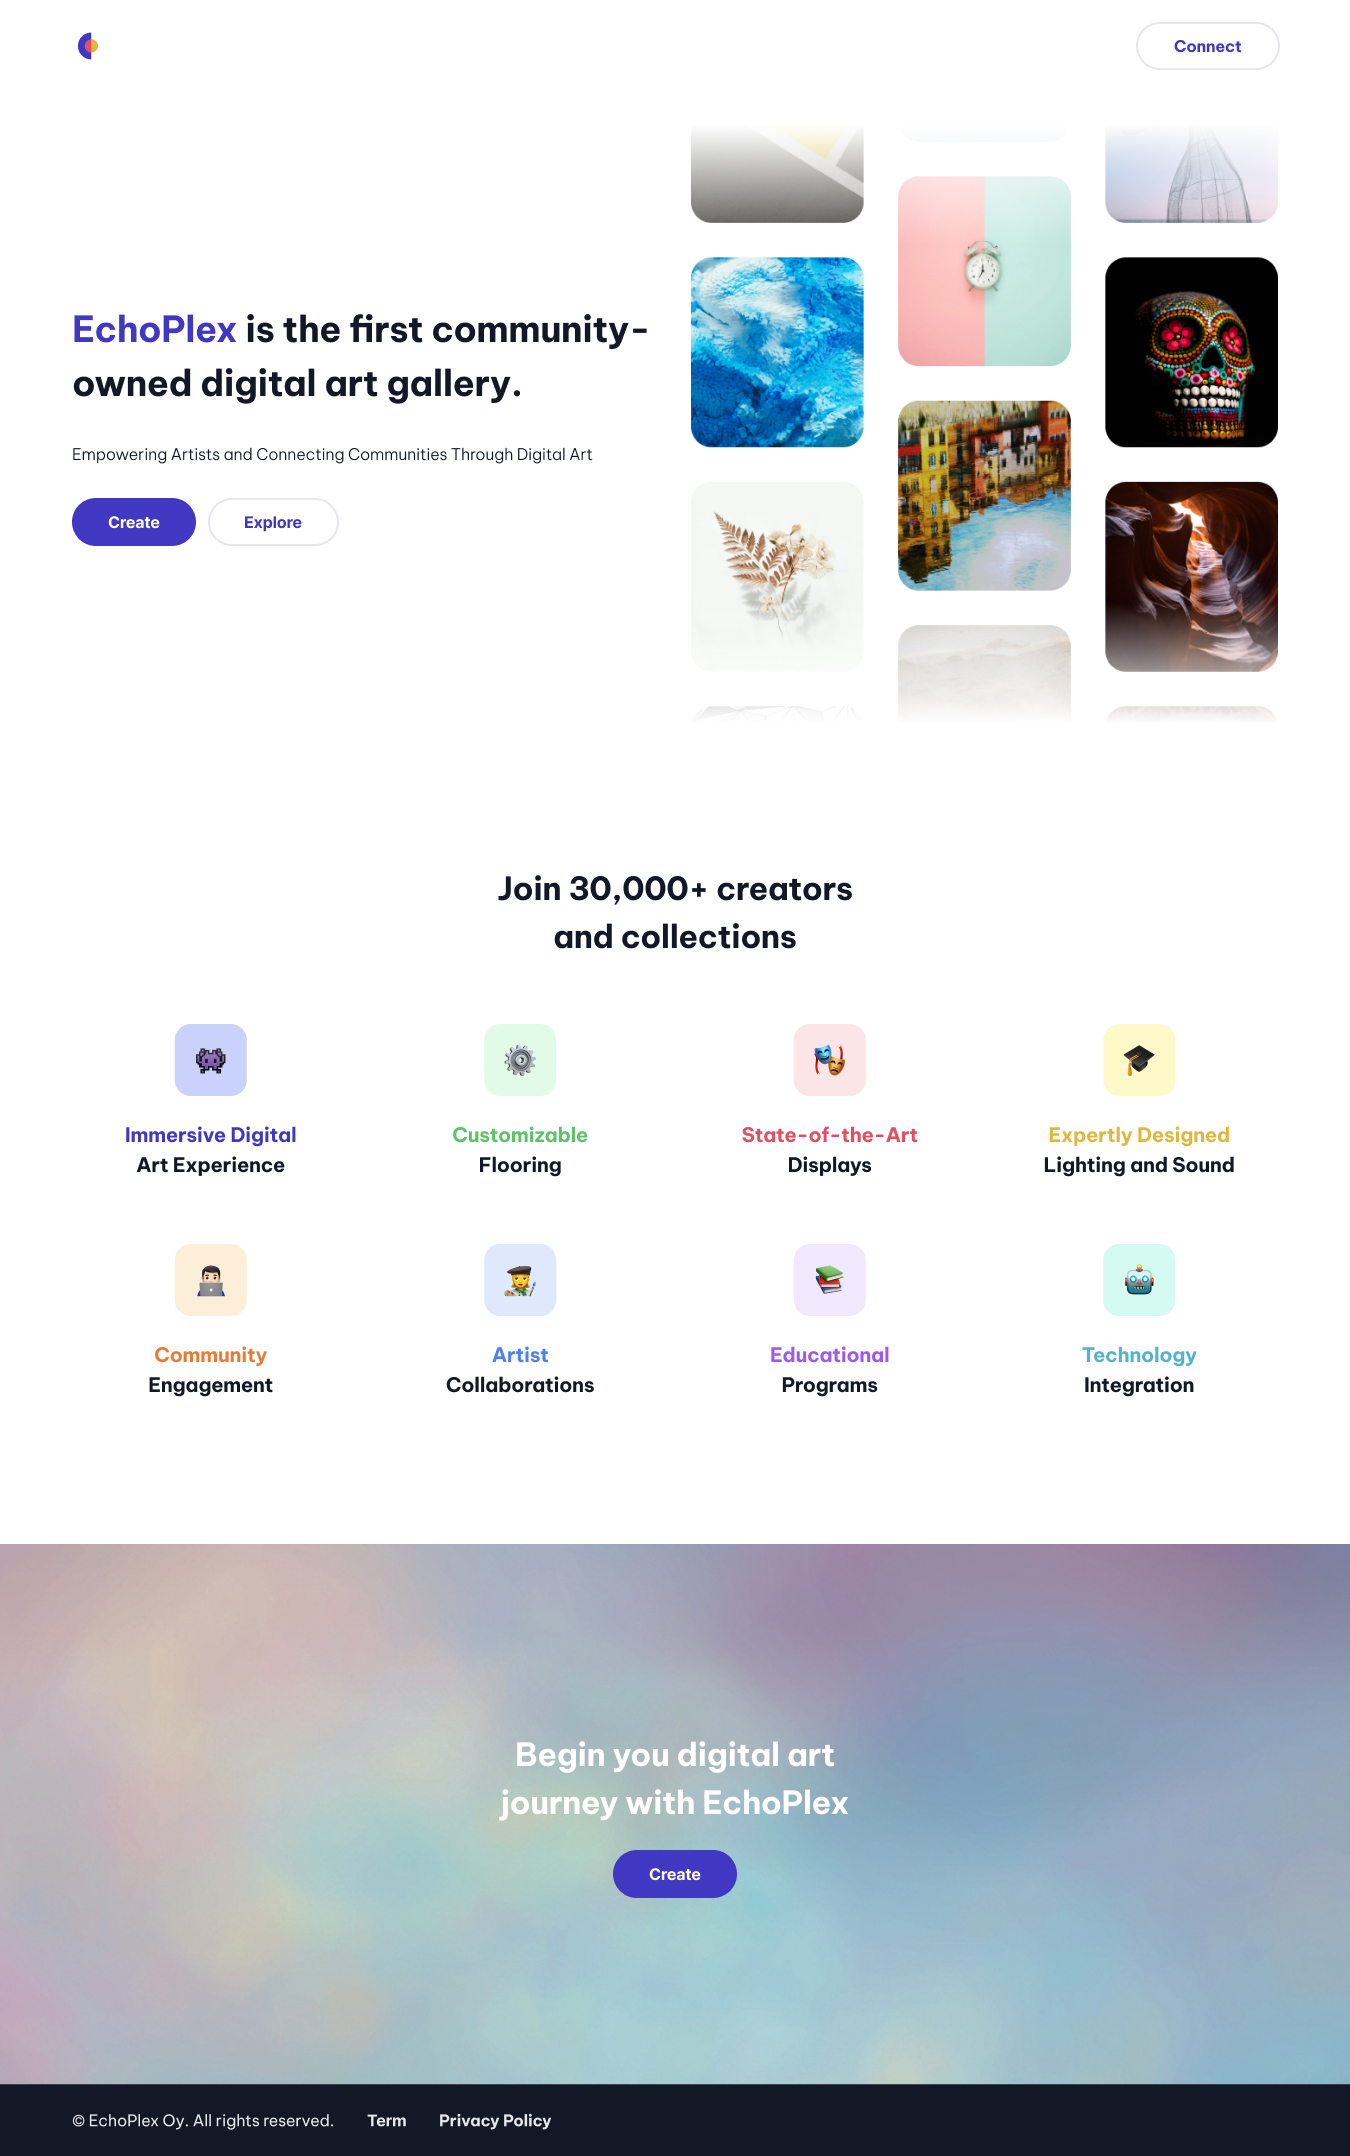 Connect
EchoPlex is the first community-
owned digital art gallery.
Empowering Artists and Connecting Communities Through Digital Art
Create
Explore
Join 30,000+ creators
and collections
Immersive Digital
Art Experience
Customizable
Flooring
State-of-the-Art
Displays
Expertly Designed
Lighting and Sound
Community
Engagement
Artist
Collaborations
Educational
Programs
Technology
Integration
Begin you digital art
journey with EchoPlex
Create
© EchoPlex Oy. All rights reserved.
Term
Privacy Policy